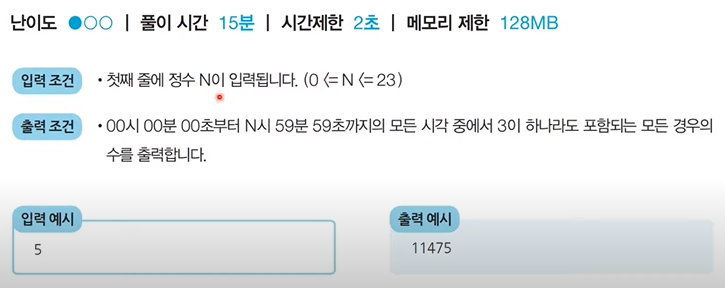 난이도 ●○○ | 풀이 시간 15분 | 시간제한 2초 | 메모리 제한 128MB
입력 조건 • 첫째 줄에 정수 N이 입력됩니다. (0 <= N <= 23)
출력 조건 • 00시 00분 00초부터 N시 59분 59초까지의 모든 시각 중에서 3이 하나라도 포함되는 모든 경우의
수를 출력합니다.
입력 예시
5
출력 예시
11475